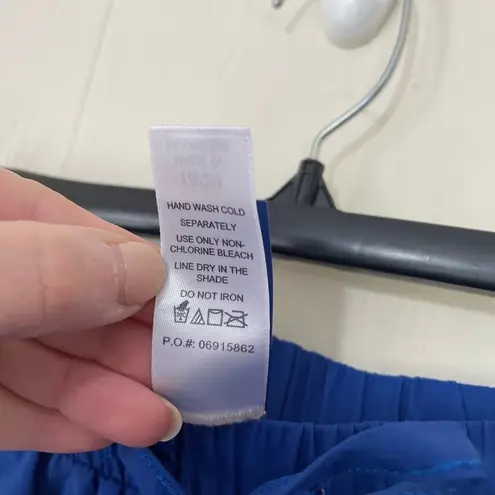 HAND WASH COLD
SEPARATELY
USE ONLY NON-
CHLORINE BLEACH
LINE DRY IN THE
SHADE
DO NOT IRON
P.O.#: 06915862